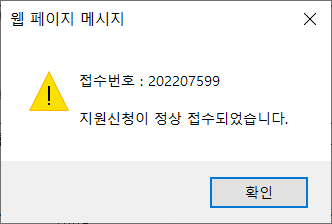 웹 페이지 메시지
접수번호 : 202207599
지원신청이 정상 접수되었습니다.
확인